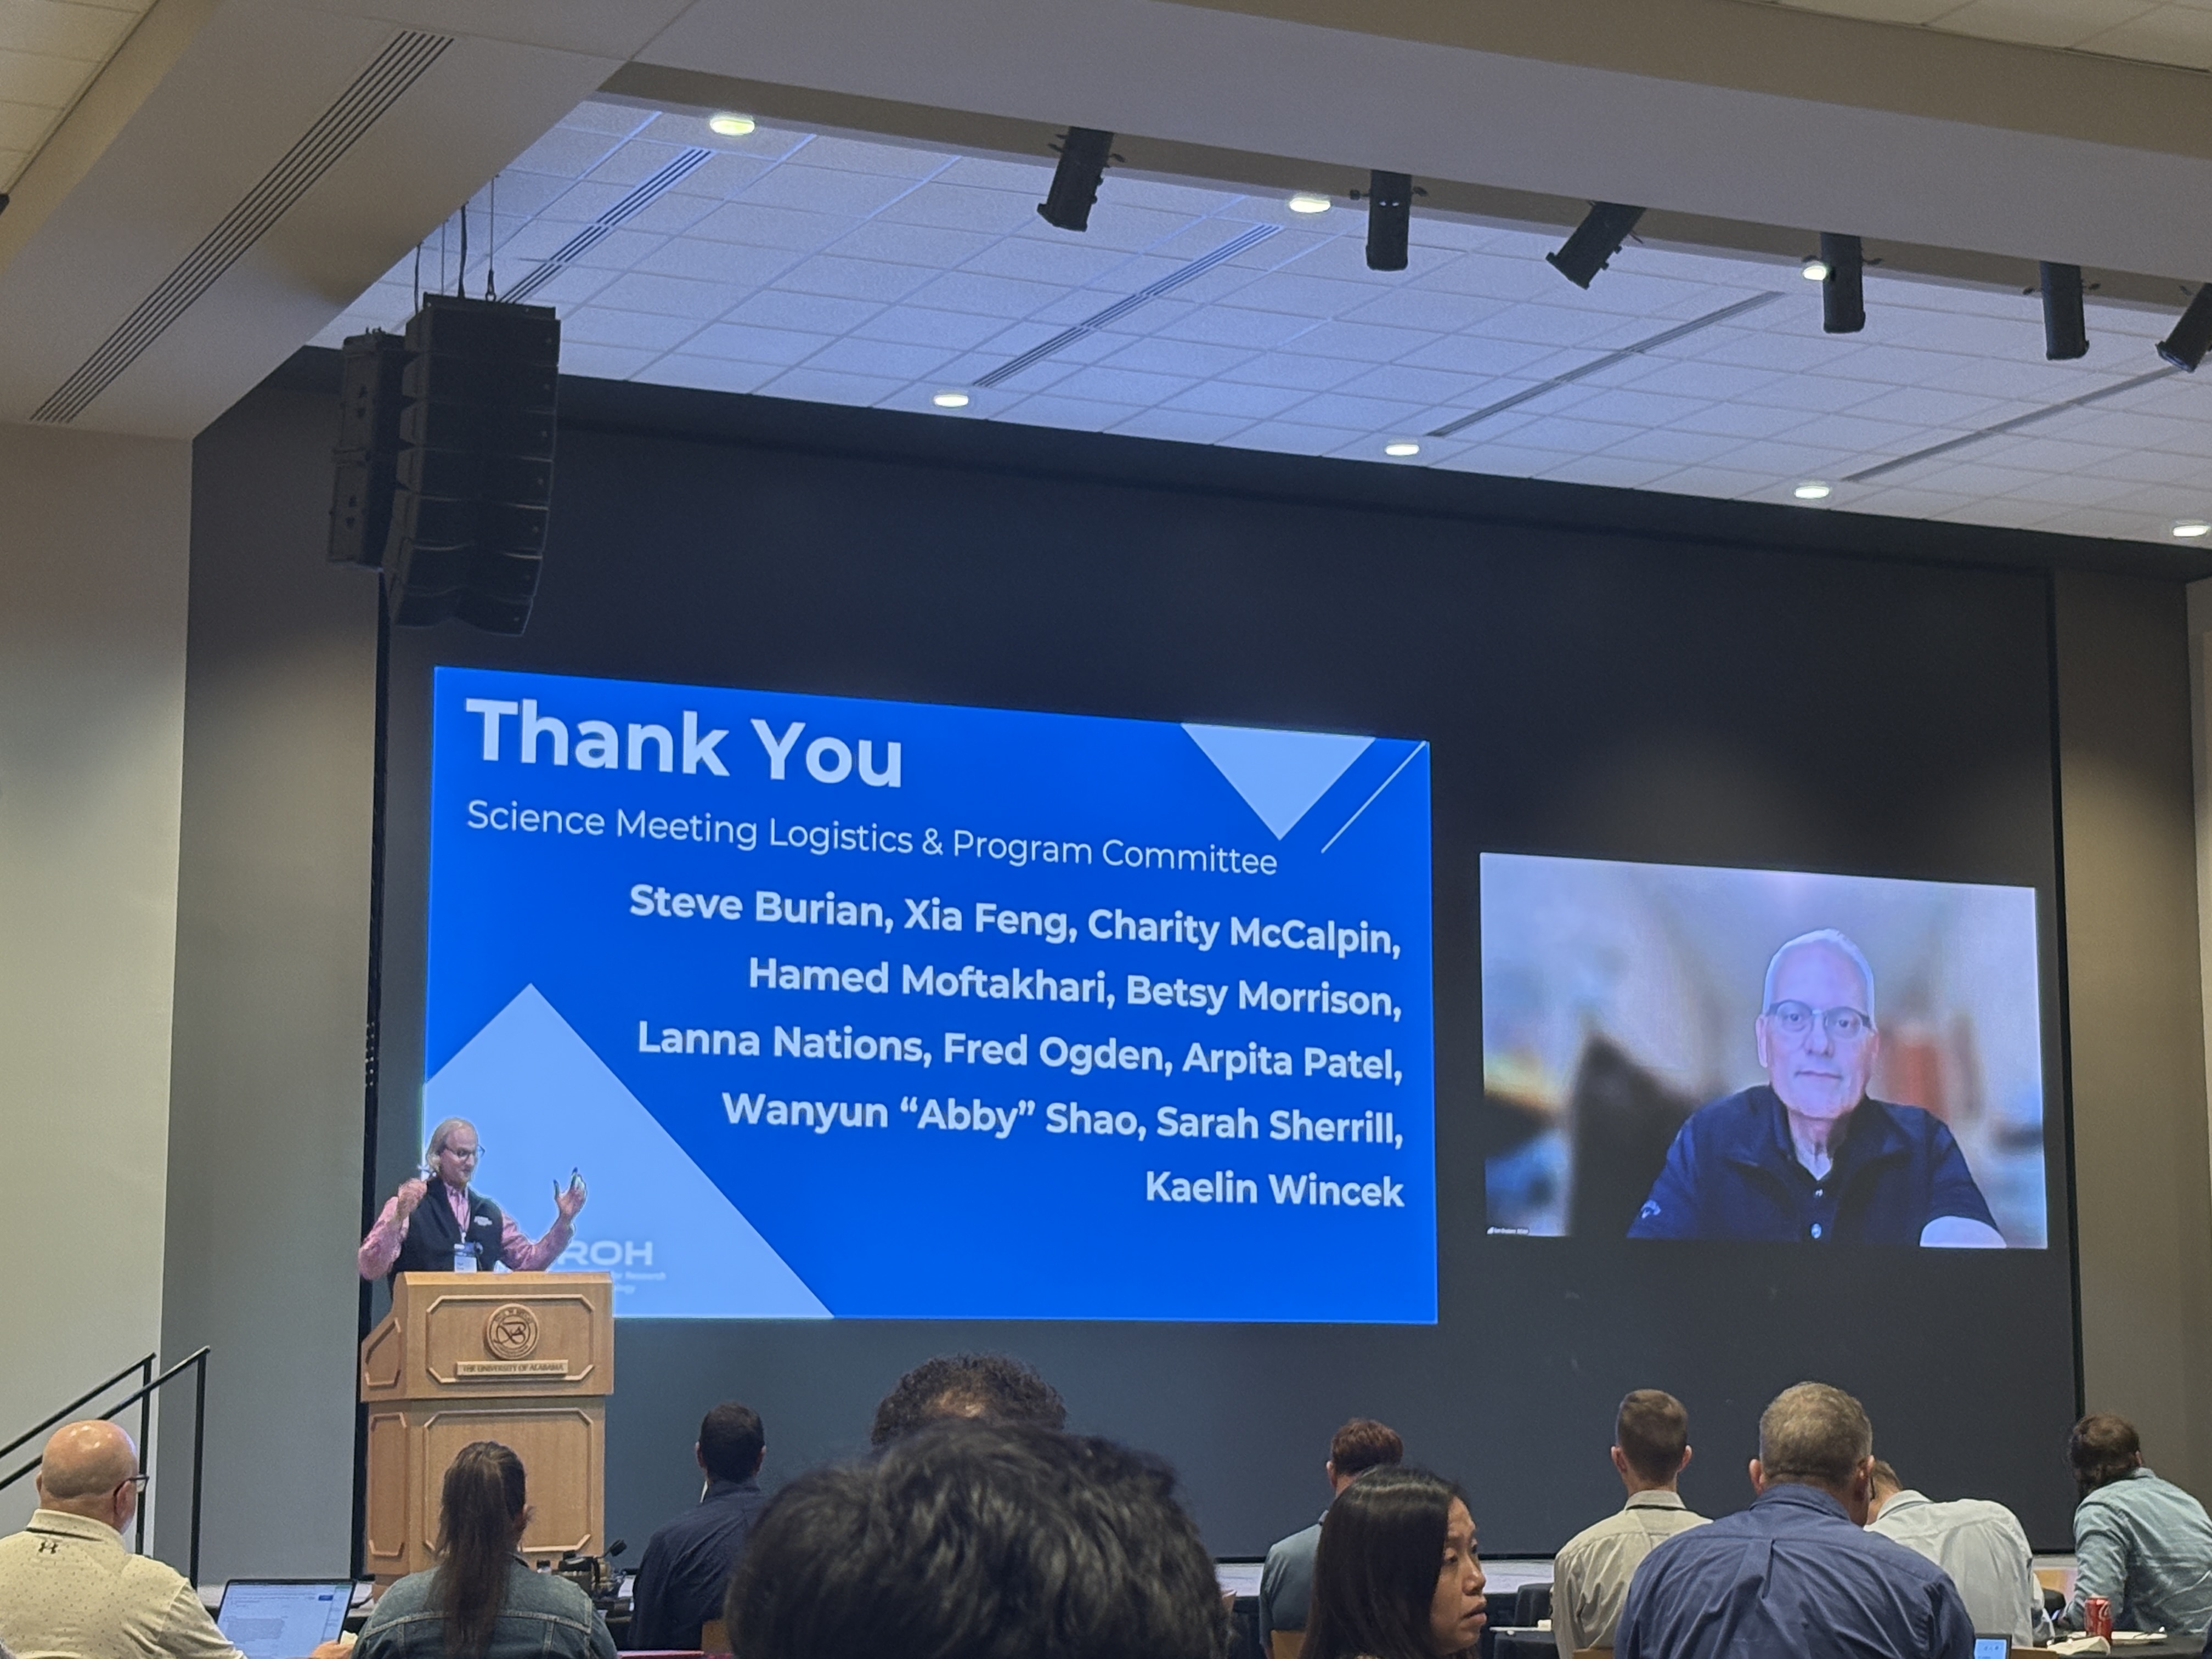 Thank You
Science Meeting Logistics & Program Committee
Steve Burian, Xia Feng, Charity McCalpin,
Hamed Moftakhari, Betsy Morrison,
Lanna Nations, Fred Ogden, Arpita Patel,
Wanyun “Abby” Shao, Sarah Sherrill,
Kaelin Wincek
ROH
Research
THE UNIVERSITY OF ALABAMA